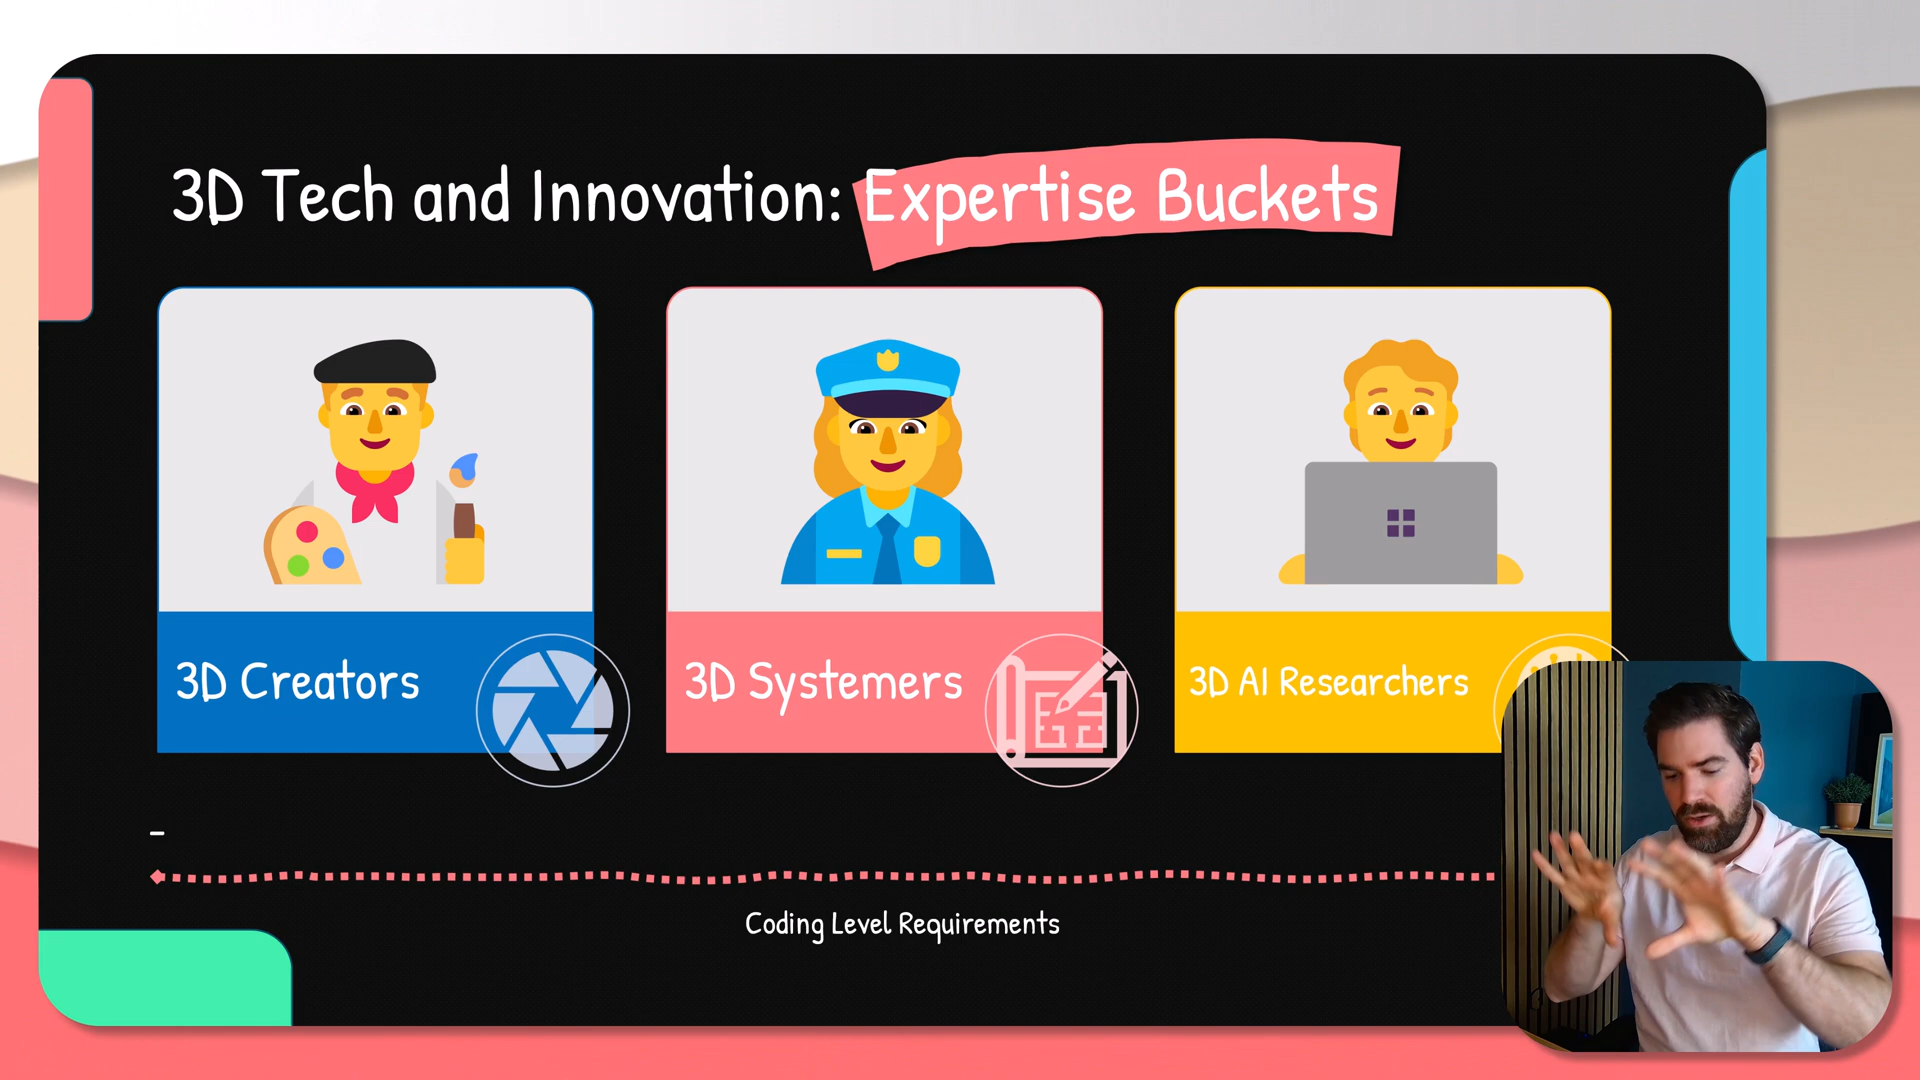 3D Tech and Innovation: Expertise Buckets
3D Creators
3D Systemers
3D AI Researchers
-
Coding Level Requirements